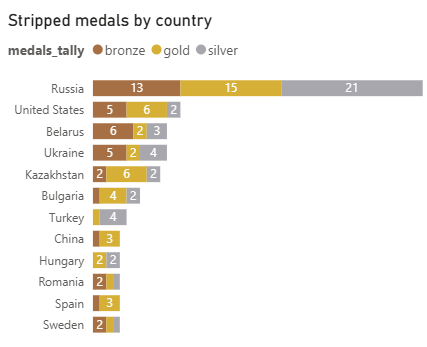 Stripped medals by country
medals_tally bronze gold silver
Russia 13 15 21
United States 5 6 2
Belarus 6 2 3
Ukraine 5 2 4
Kazakhstan 2 6 2
Bulgaria 4 2
Turkey 4
China 3
Hungary 2 2
Romania 2
Spain 3
Sweden 2